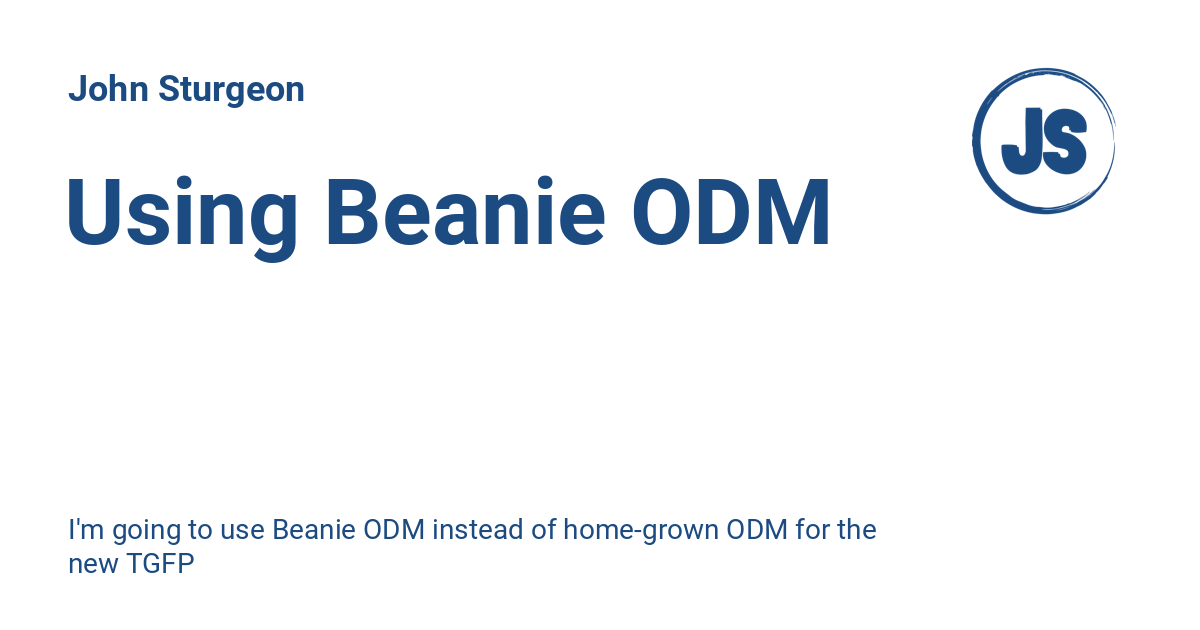 John Sturgeon
JS
Using Beanie ODM
I'm going to use Beanie ODM instead of home-grown ODM for the
new TGFP